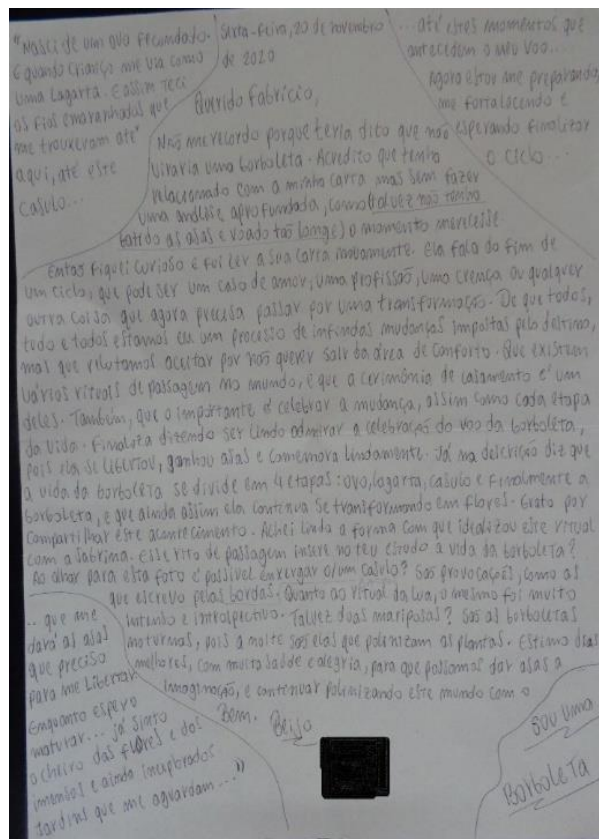 "Nasci de um ovo fecundado.
E quando criança me via como
uma lagarta. E assim teci
os fios emaranhados que
me trouxeram até
aqui, até este
casulo...
Sexta-feira, 20 de novembro
de 2020
Querido Fabrício,
Não me recordo porque teria dito que não
viraria uma borboleta. Acredito que tenho
relacionado com a minha carta mas sem fazer
uma análise aprofundada, como (talvez não tenha
batido as asas e voado tão longe) o momento merecesse.
Então fiquei curioso e fui ler a sua carta novamente. Ela fala do fim de
um ciclo, que pode ser um caso de amor, uma profissão, uma crença ou qualquer
outra coisa que agora precisa passar por uma transformação. De que todos,
tudo e todos estamos em um processo de infindas mudanças impostas pelo destino,
mas que relutamos aceitar por não querer sair da área de conforto. Que existem
vários rituais de passagem no mundo, e que a cerimônia de casamento é um
deles. Também, que o importante é celebrar a mudança, assim como cada etapa
da vida. Finaliza dizendo ser lindo admirar a celebração do voo da borboleta,
pois ela se libertou, ganhou asas e comemora lindamente. Já na descrição diz que
a vida da borboleta se divide em 4 etapas: ovo, lagarta, casulo e finalmente a
borboleta, e que ainda assim ela continua se transformando em flores. Grato por
compartilhar este acontecimento. Achei linda a forma com que idealizou este ritual
com a Sabrina. Esse rito de passagem insere no teu estado a vida da borboleta?
Ao olhar para esta foto é passível enxergar o/um casulo? São provocações, como as
que escrevo pelas bordas. Quanto ao ritual da lua, o mesmo foi muito
intenso e introspectivo. Talvez duas mariposas? São as borboletas
noturnas, pois a noite são elas que polenizam as plantas. Estimo dias
melhores, com muita saúde e alegria, para que possamos dar asas a
imaginação, e continuar polinizando este mundo com o
Bem. Beijo
... até estes momentos que
antecedem o meu voo...
Agora estou me preparando,
me fortalecendo e
esperando finalizar
o ciclo...
.. que me
dará as asas
que preciso
para me libertar.
Enquanto espero
maturar... já sinto
o cheiro das flores e dos
imensos e ainda inexplorados
jardins que me aguardam..."
Sou uma
Borboleta